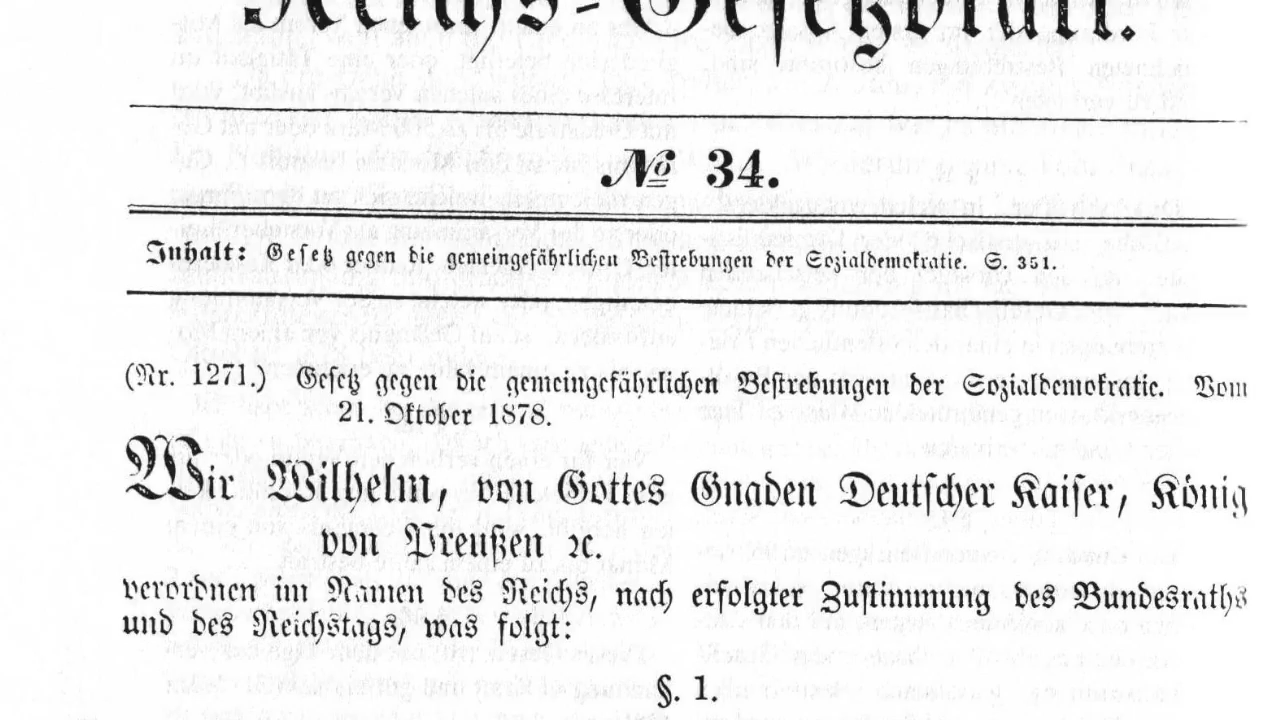 Reichs-Gesetzblatt.
№ 34.
Inhalt: Gesetz gegen die gemeingefährlichen Bestrebungen der Sozialdemokratie. S. 351.
(Nr. 1271.) Gesetz gegen die gemeingefährlichen Bestrebungen der Sozialdemokratie. Vom
21. Oktober 1878.
Wir Wilhelm, von Gottes Gnaden Deutscher Kaiser, König
von Preußen ꝛc.
verordnen im Namen des Reichs, nach erfolgter Zustimmung des Bundesraths
und des Reichstags, was folgt:
§. 1.